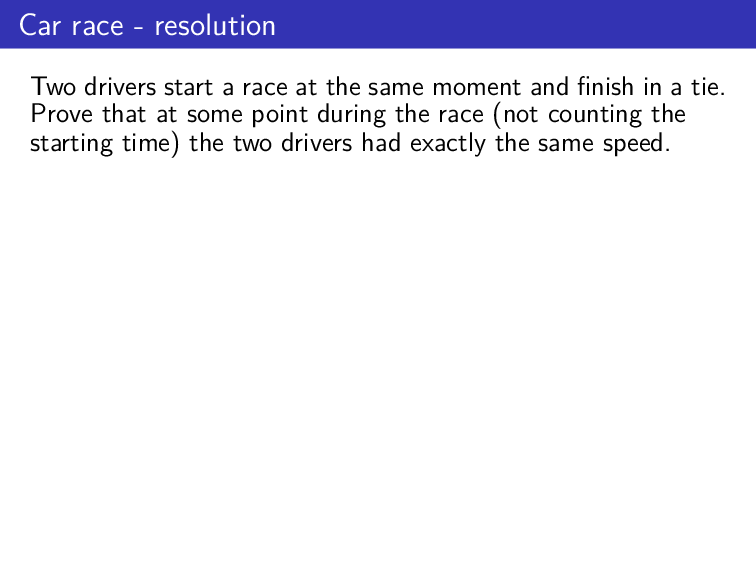 Car race - resolution
Two drivers start a race at the same moment and finish in a tie.
Prove that at some point during the race (not counting the
starting time) the two drivers had exactly the same speed.